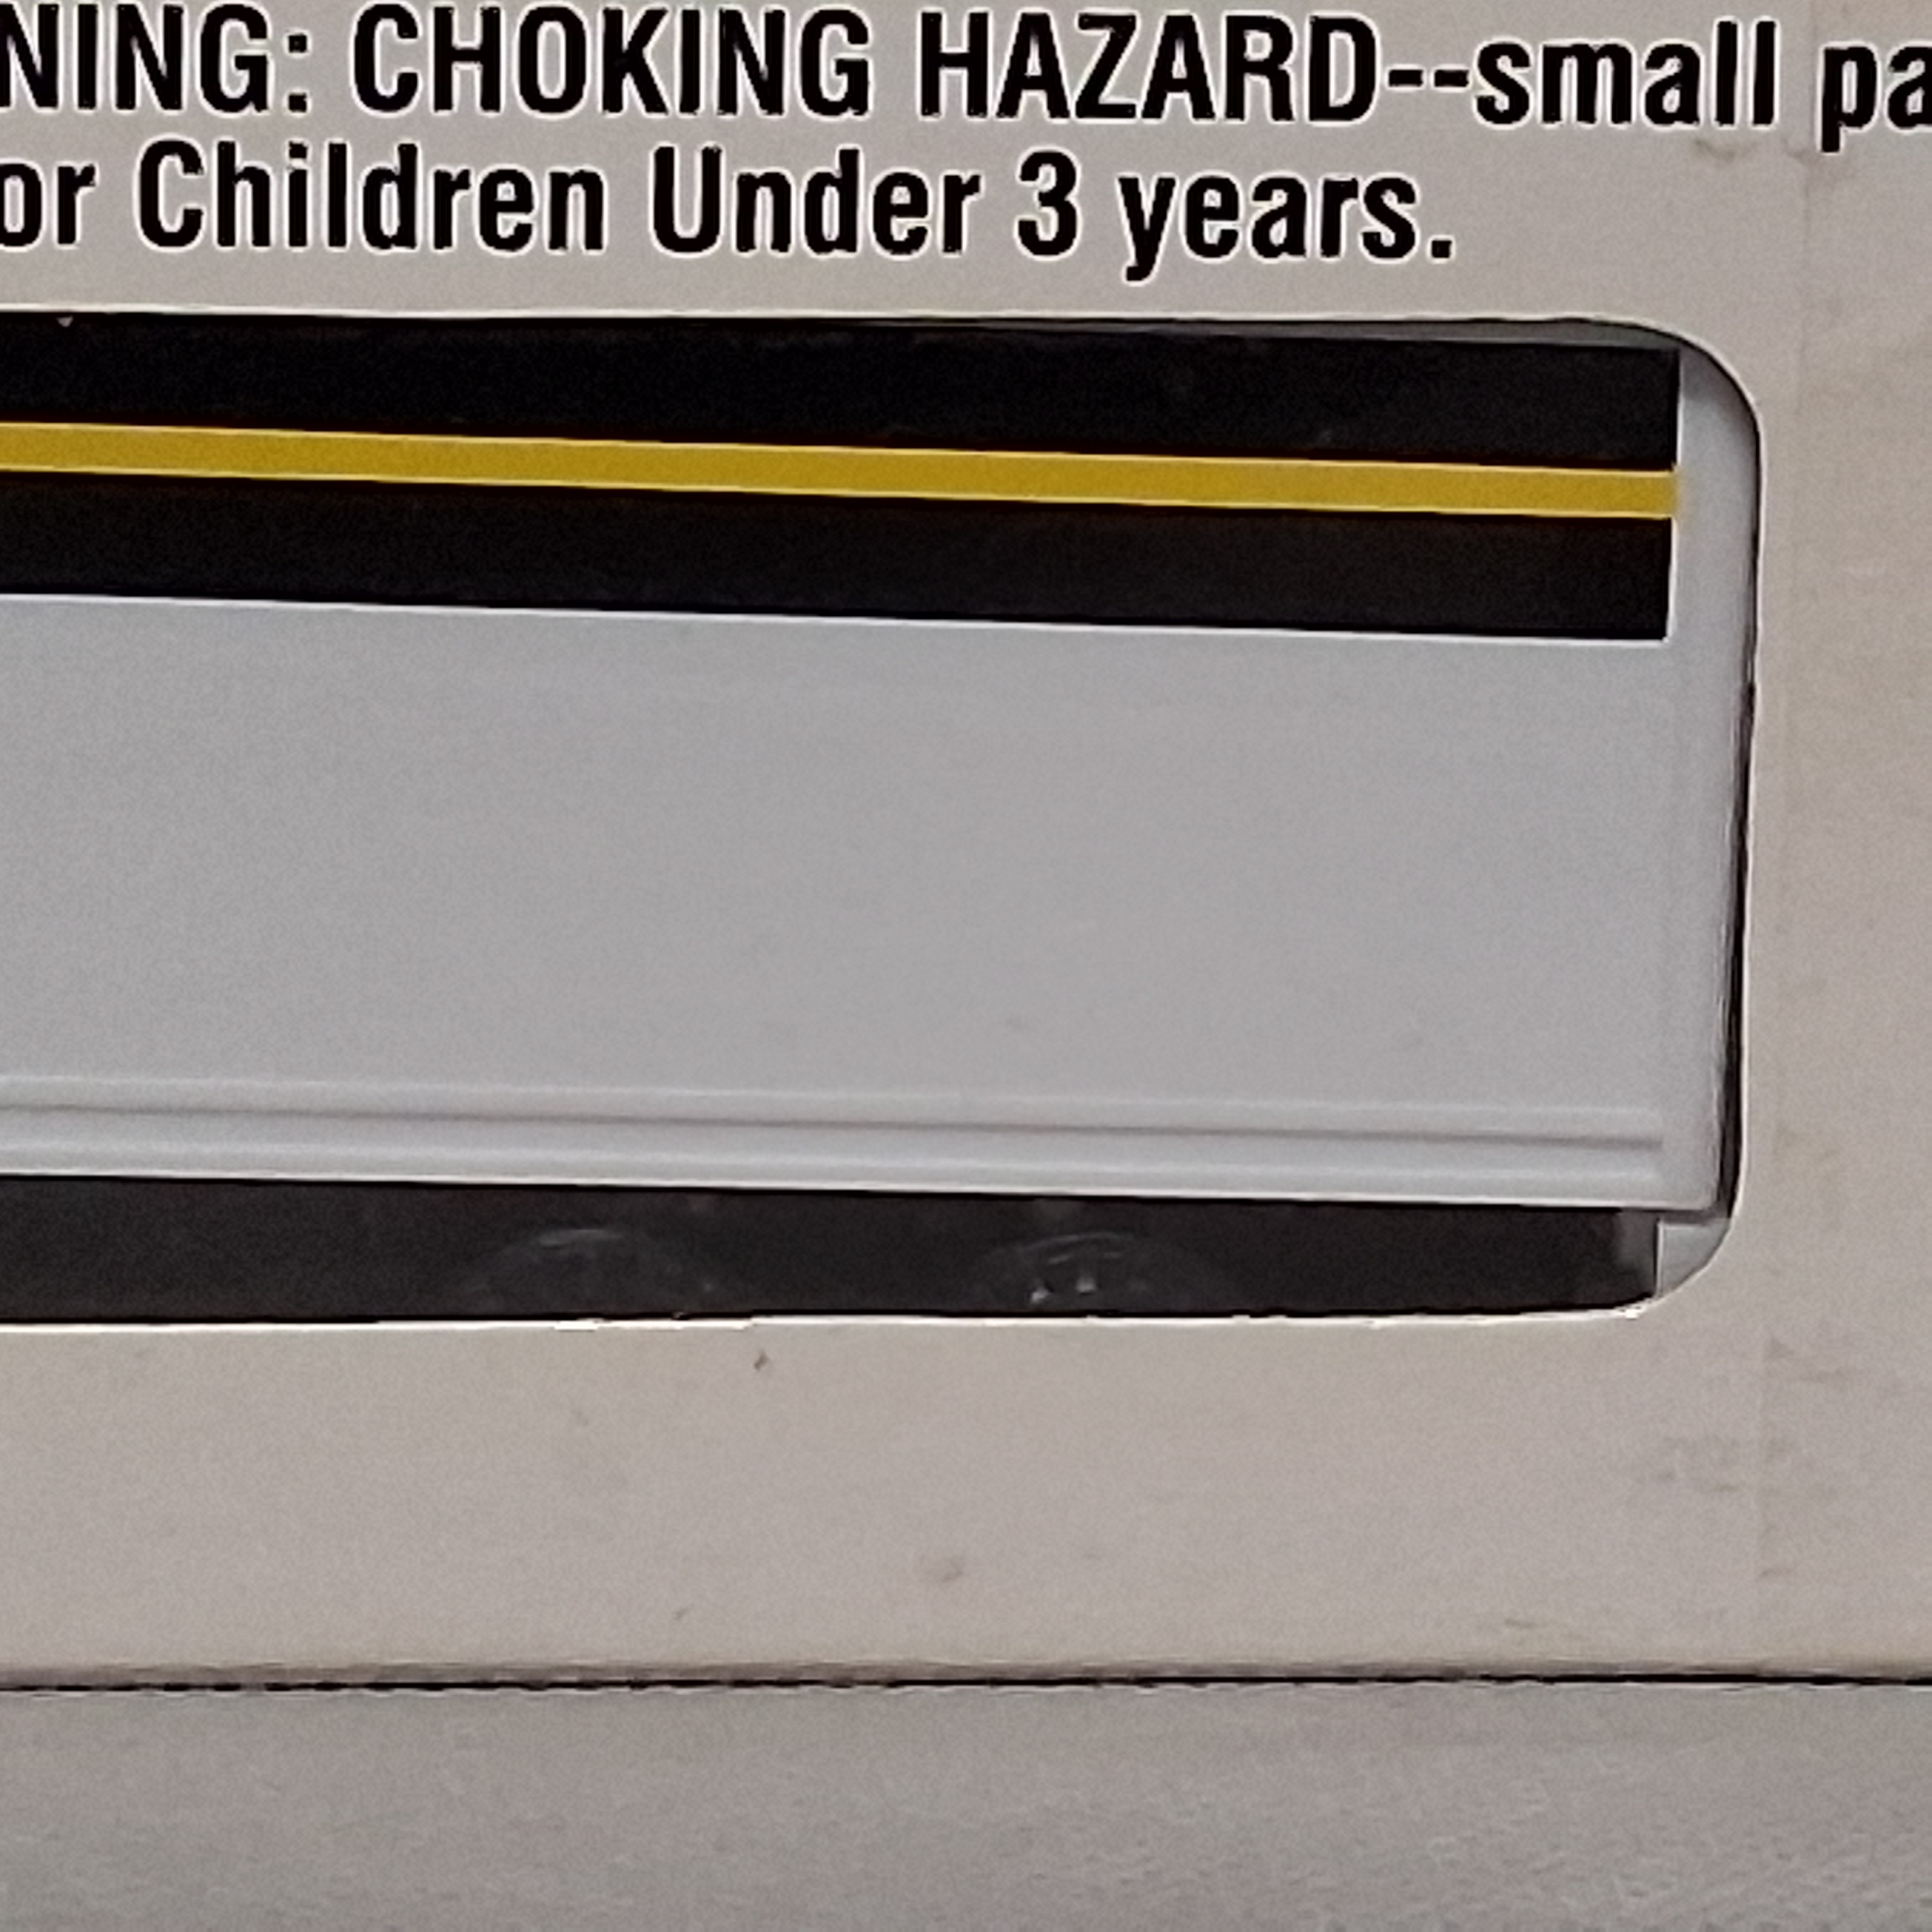 NING: CHOKING HAZARD--small pa
or Children Under 3 years.